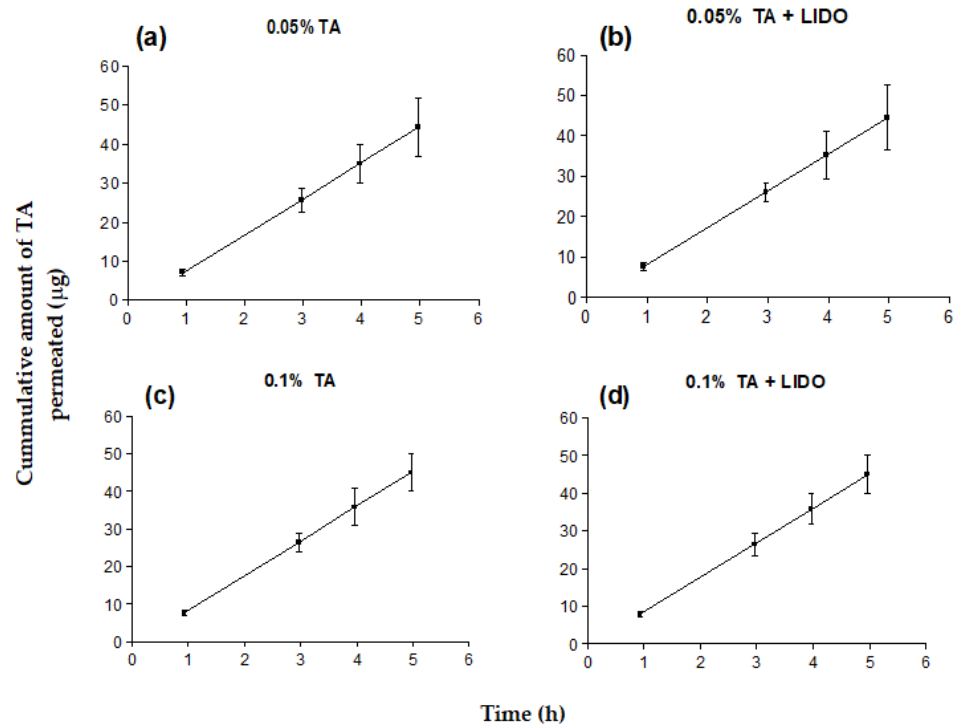 (a)
0.05% TA
60
50
40
30
20
10
0
0 1 2 3 4 5 6
(b)
0.05% TA + LIDO
60
50
40
30
20
10
0
0 1 2 3 4 5 6
Cummulative amount of TA
permeated (µg)
(c)
0.1% TA
60
50
40
30
20
10
0
0 1 2 3 4 5 6
(d)
0.1% TA + LIDO
60
50
40
30
20
10
0
0 1 2 3 4 5 6
Time (h)